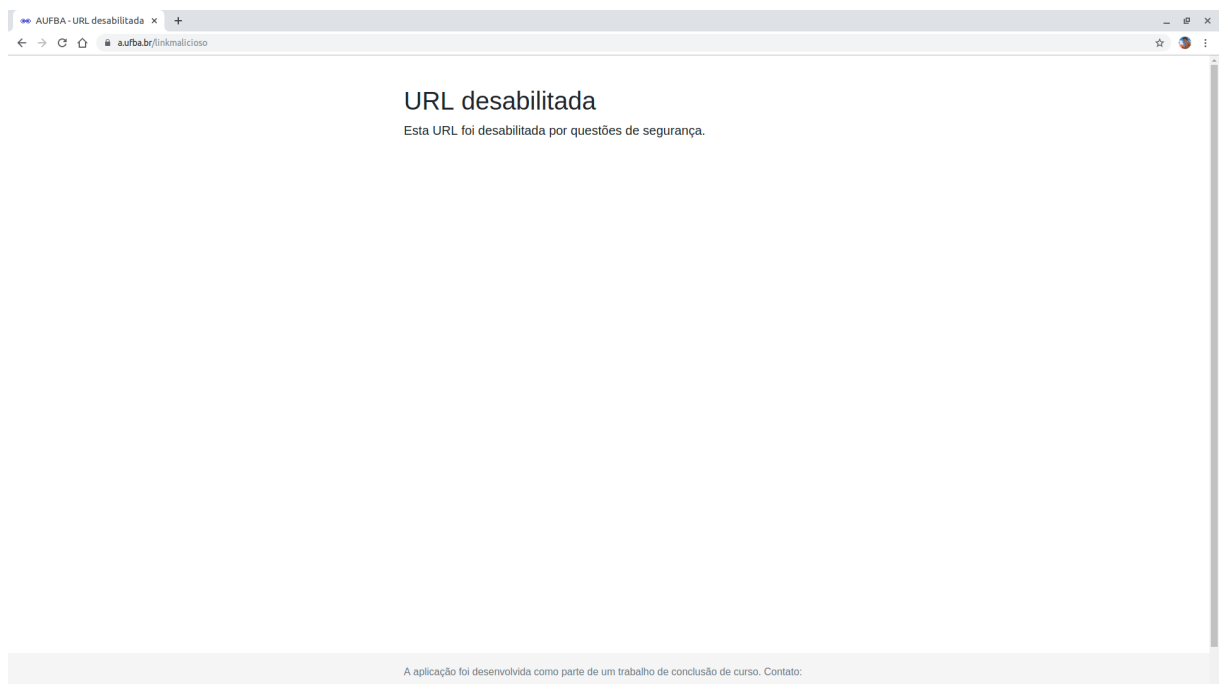 AUFBA - URL desabilitada
a.ufba.br/linkmalicioso
URL desabilitada
Esta URL foi desabilitada por questões de segurança.
A aplicação foi desenvolvida como parte de um trabalho de conclusão de curso. Contato: